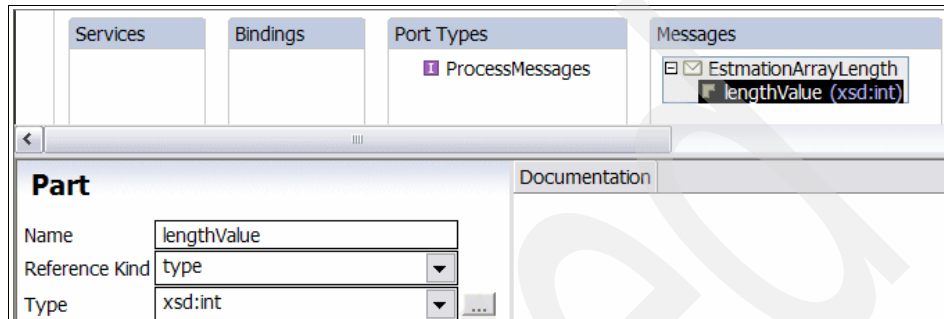 Services Bindings Port Types Messages
ProcessMessages EstmationArrayLength
lengthValue (xsd:int)
Part Documentation
Name lengthValue
Reference Kind type
Type xsd:int ...